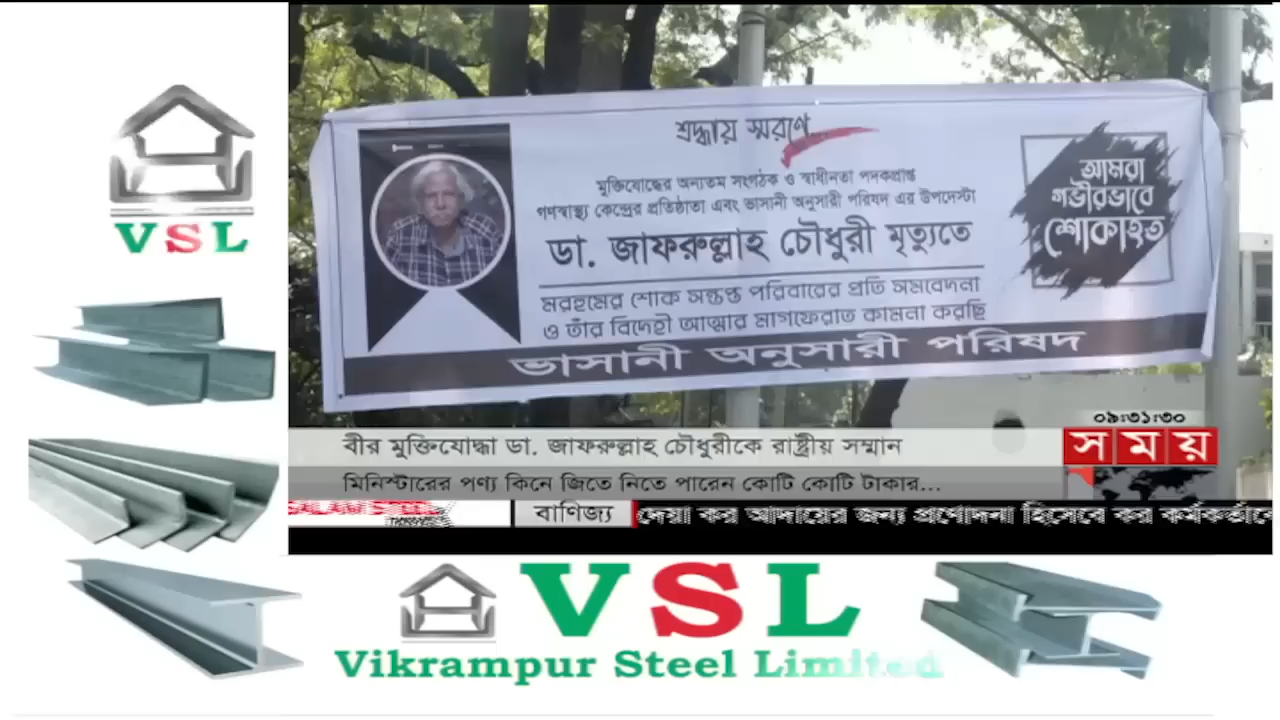 VSL
শ্রদ্ধায় স্মরণে...
মুক্তিযোদ্ধের অন্যতম সংগঠক ও স্বাধীনতা পদকপ্রাপ্ত
গণস্বাস্থ্য কেন্দ্রের প্রতিষ্ঠাতা এবং ভাসানী অনুসারী পরিষদ এর উপদেস্টা
ডা. জাফরুল্লাহ চৌধুরী মৃত্যুতে
মরহুমের শোক সন্তপ্ত পরিবারের প্রতি সমবেদনা
ও তাঁর বিদেহী আত্মার মাগফেরাত কামনা করছি
ভাসানী অনুসারী পরিষদ
আমরা
গভীরভাবে
শোকাহত
০৯:৩১:৩০
সময়
বীর মুক্তিযোদ্ধা ডা. জাফরুল্লাহ চৌধুরীকে রাষ্ট্রীয় সম্মান
মিনিস্টারের পণ্য কিনে জিতে নিতে পারেন কোটি কোটি টাকার...
বাণিজ্য
দেয়া কর আদায়ের জন্য প্রণোদনা হিসেবে কর
VSL
Vikrampur Steel Limited